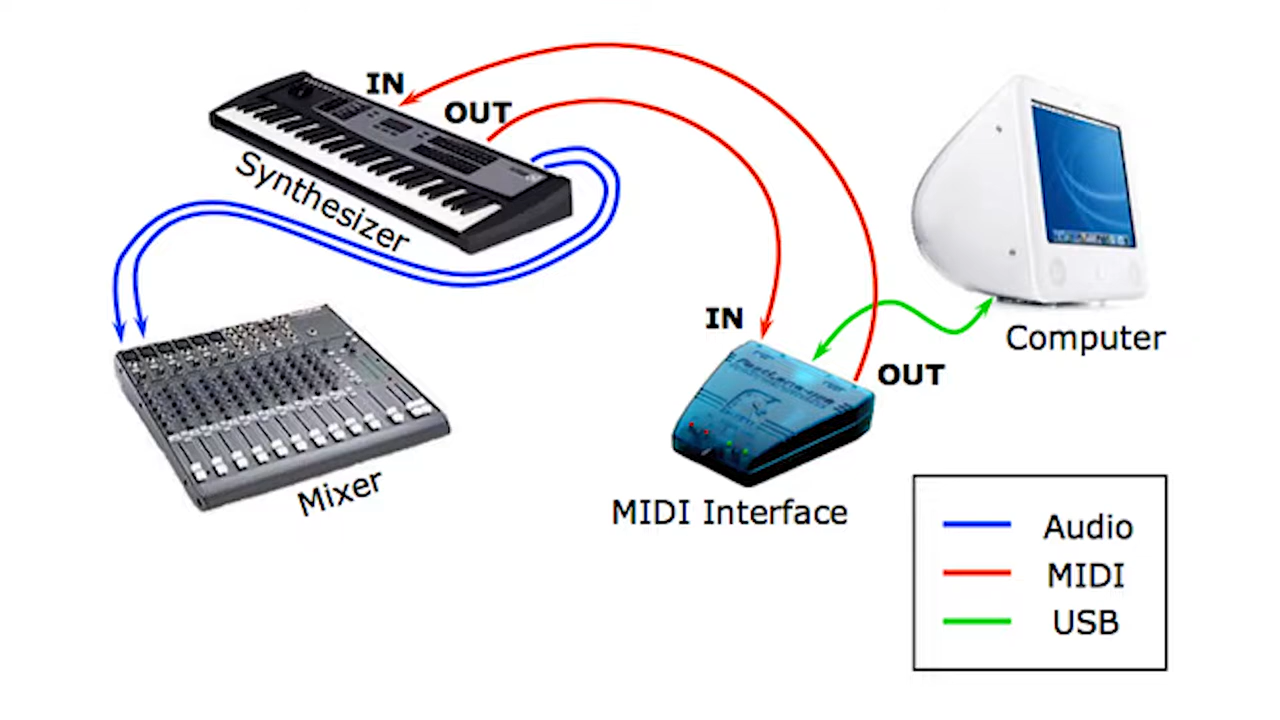 IN
OUT
Synthesizer
IN
Computer
OUT
Mixer
MIDI Interface
Audio
MIDI
USB